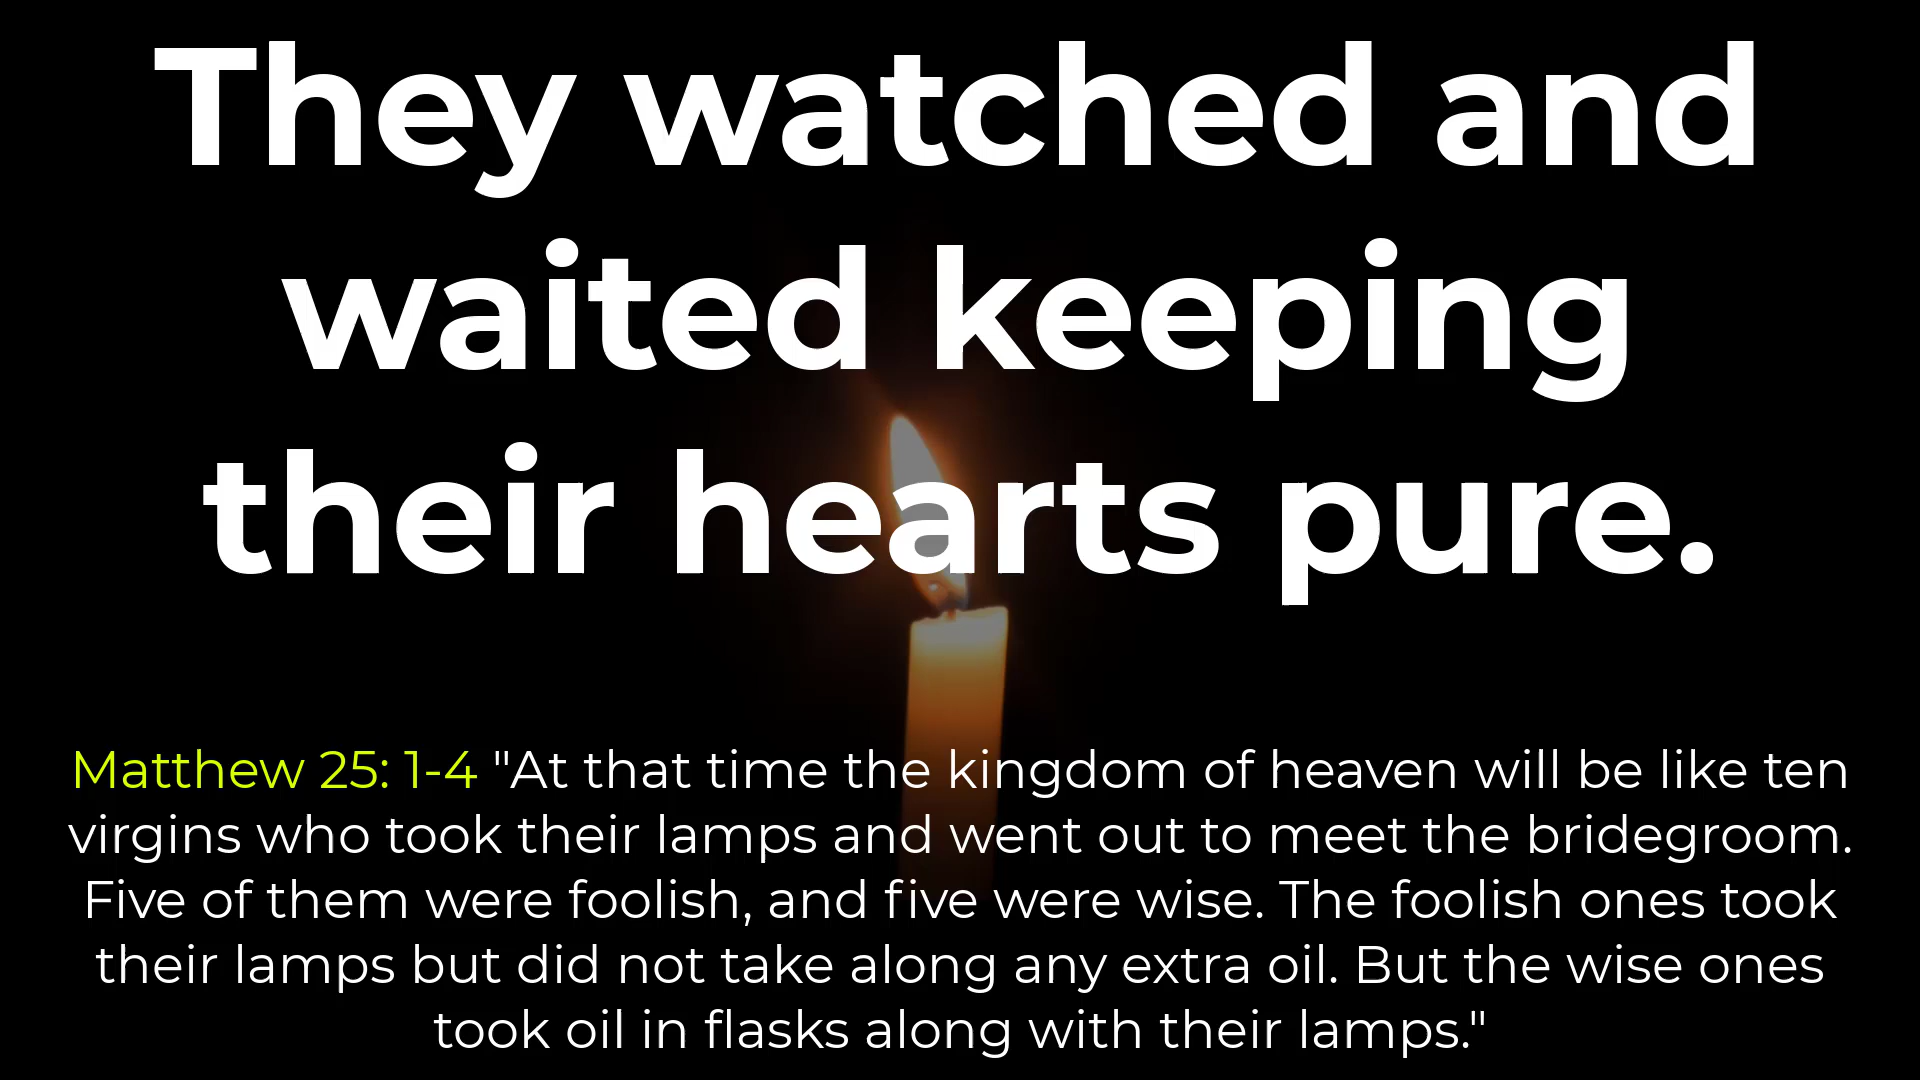 They watched and
waited keeping
their hearts pure.
Matthew 25: 1-4 "At that time the kingdom of heaven will be like ten
virgins who took their lamps and went out to meet the bridegroom.
Five of them were foolish, and five were wise. The foolish ones took
their lamps but did not take along any extra oil. But the wise ones
took oil in flasks along with their lamps."